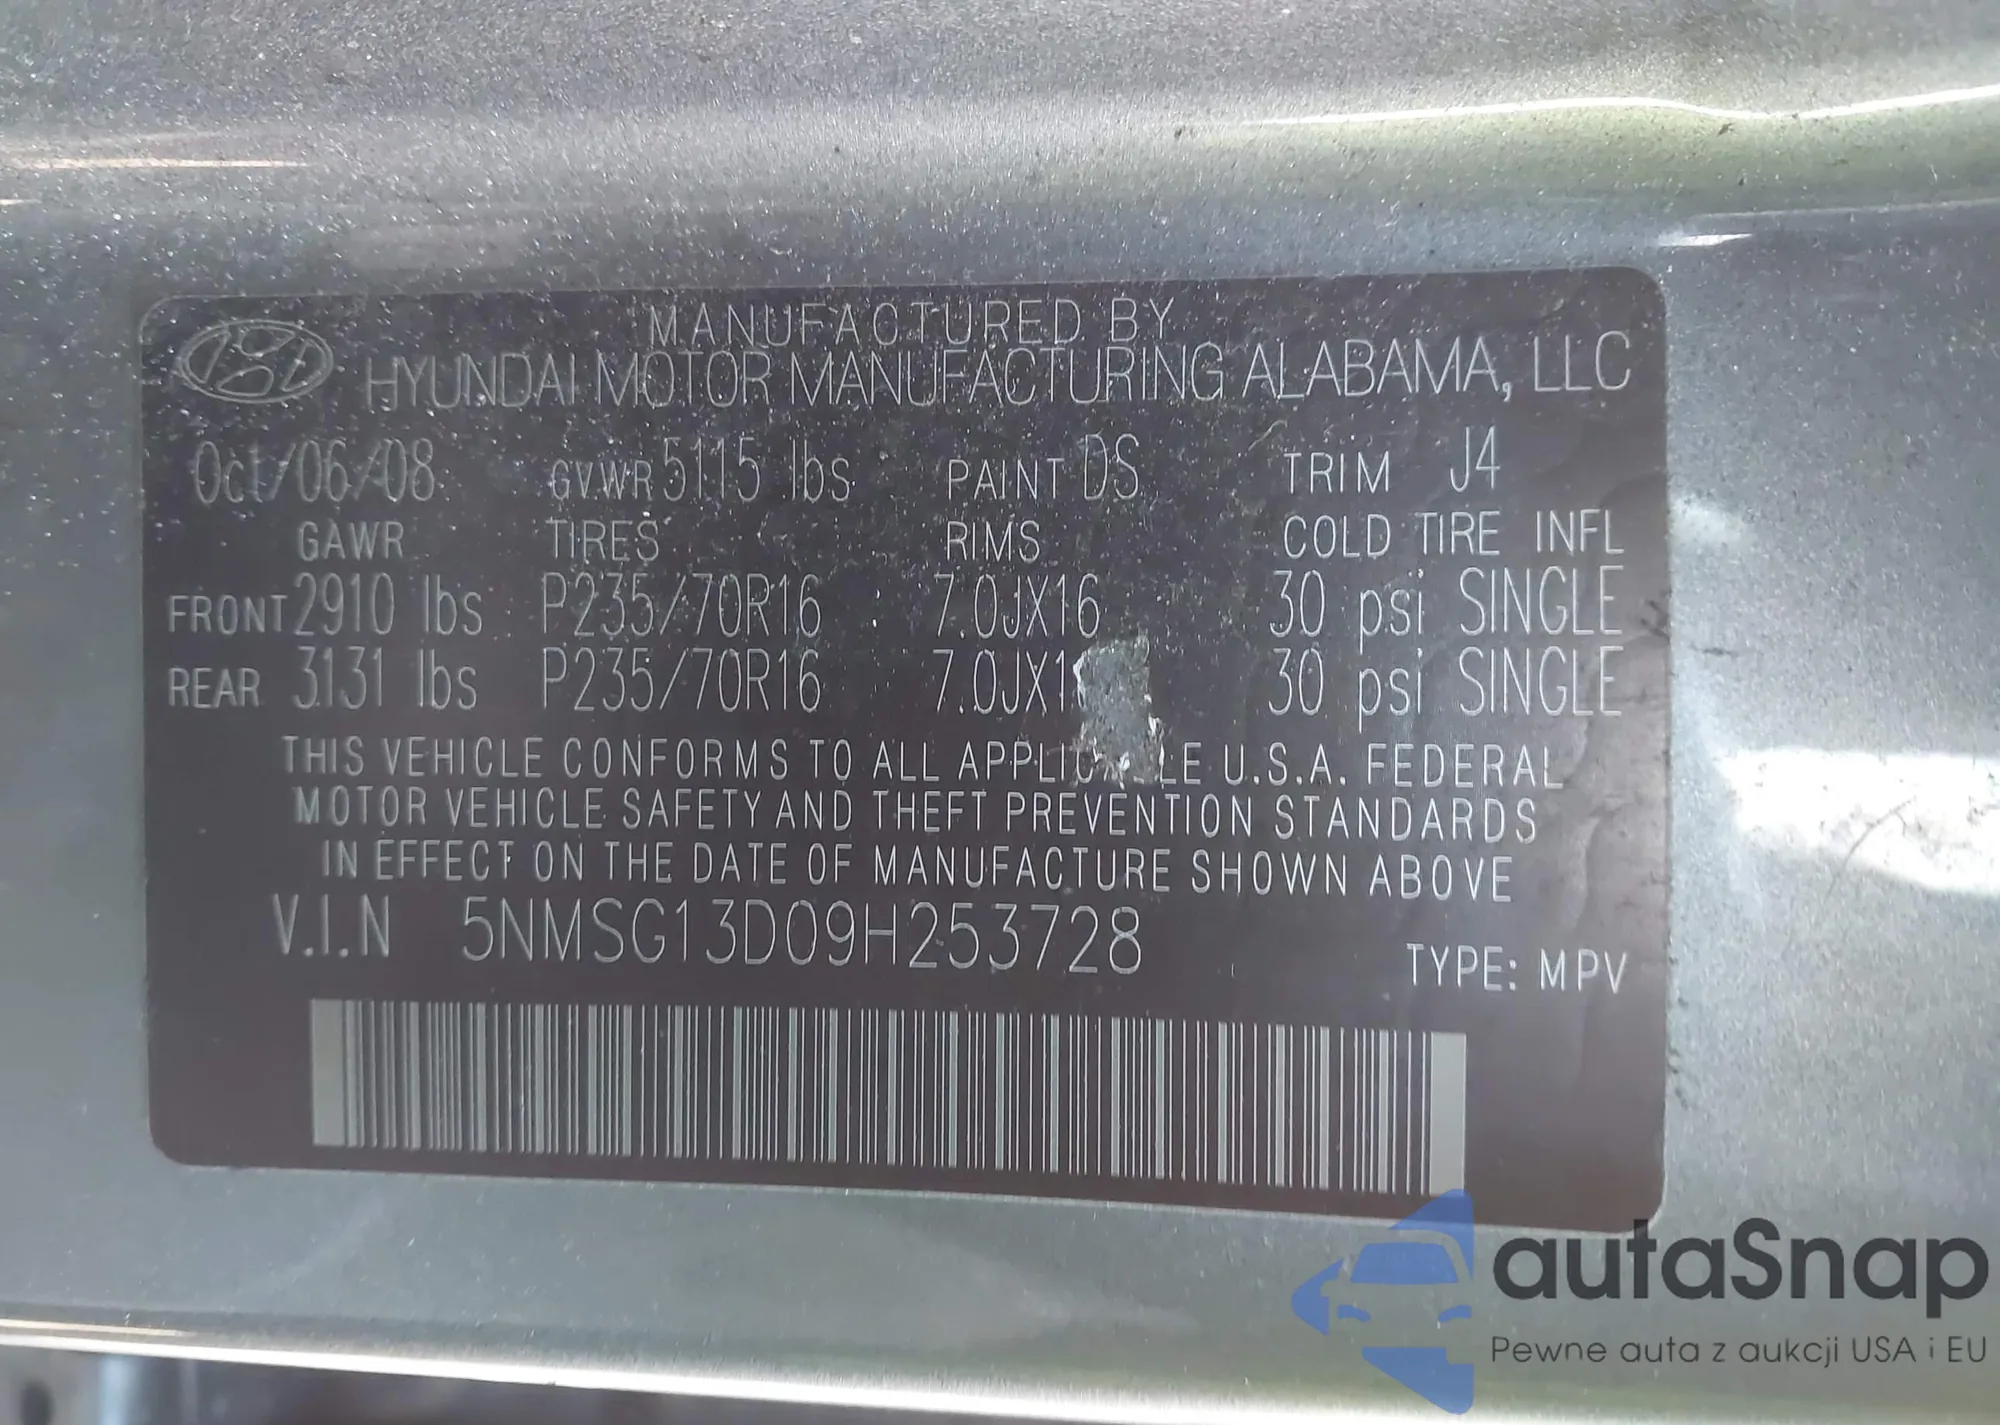 MANUFACTURED BY
HYUNDAI MOTOR MANUFACTURING ALABAMA, LLC
Oct/06/08 GVWR 5115 lbs PAINT DS TRIM J4
GAWR TIRES RIMS COLD TIRE INFL
FRONT 2910 lbs P235/70R16 7.0JX16 30 psi SINGLE
REAR 3131 lbs P235/70R16 7.0JX1 30 psi SINGLE
THIS VEHICLE CONFORMS TO ALL U.S.A. FEDERAL
MOTOR VEHICLE SAFETY AND THEFT PREVENTION STANDARDS
IN EFFECT ON THE DATE OF MANUFACTURE SHOWN ABOVE
V.I.N 5NMSG13D09H253728
TYPE: MPV
autaSnap
Pewne auta z aukcji USA i EU